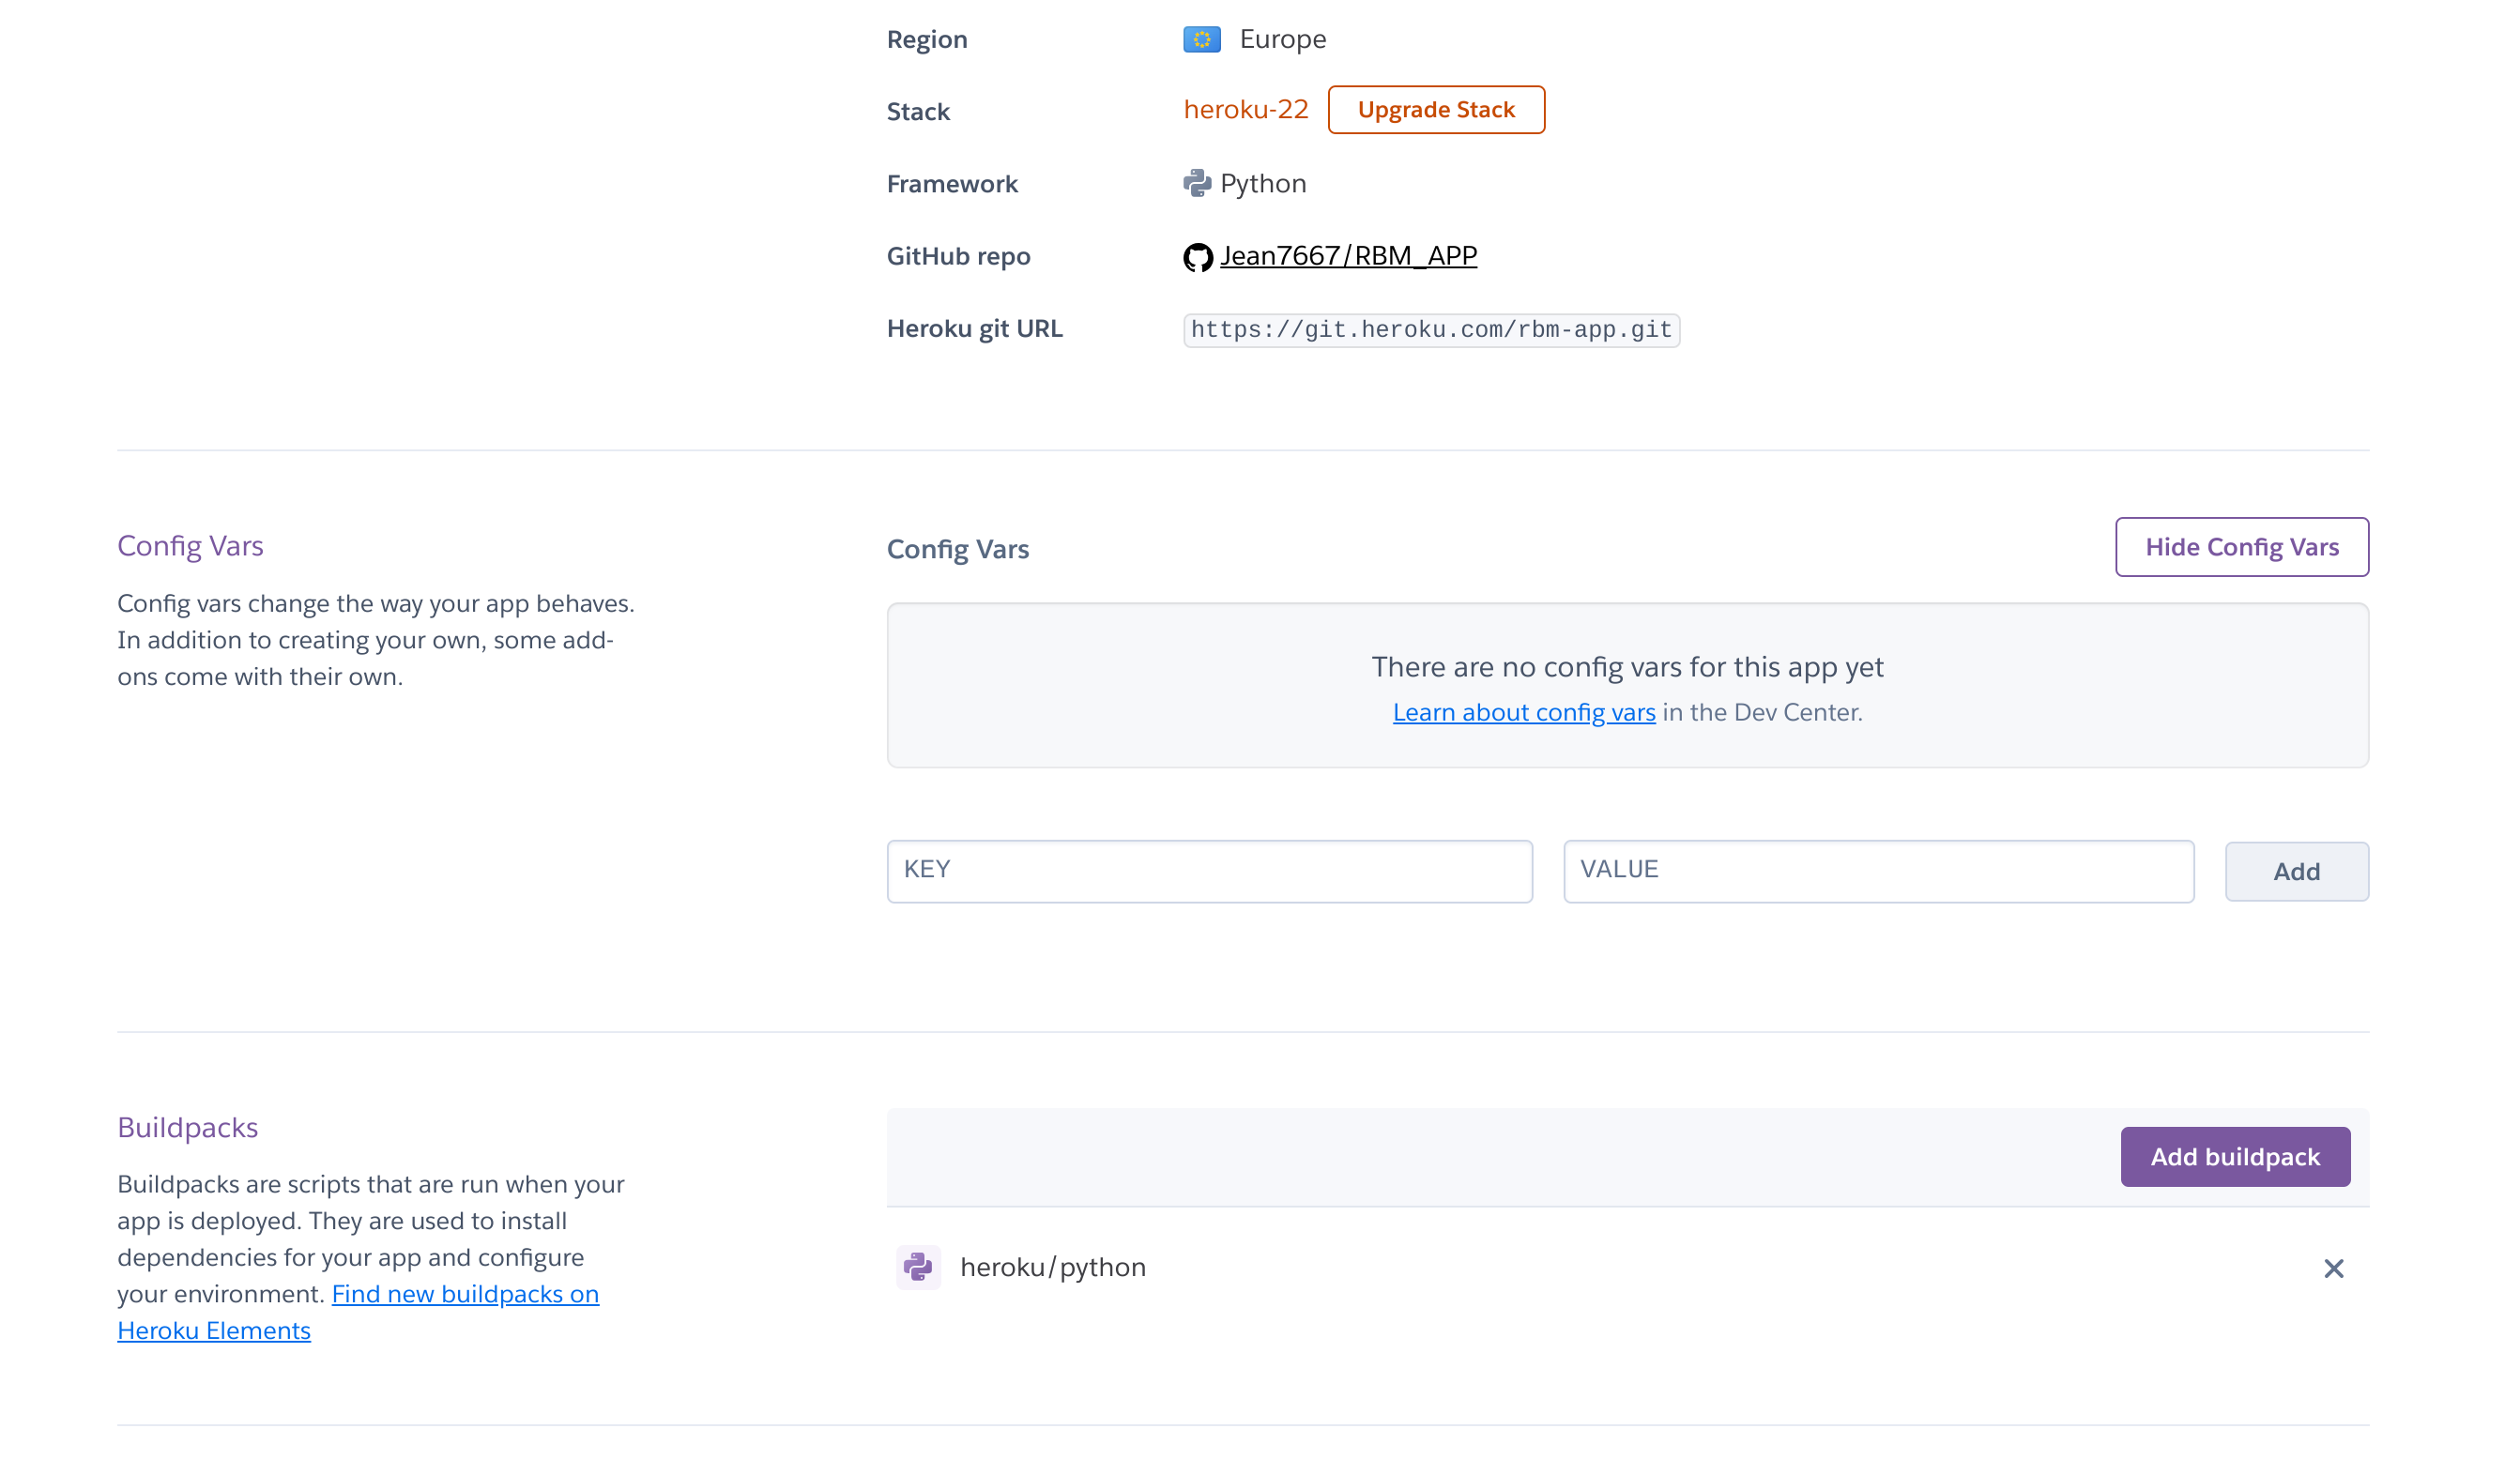 Region Europe
Stack heroku-22 Upgrade Stack
Framework Python
GitHub repo Jean7667/RBM_APP
Heroku git URL https://git.heroku.com/rbm-app.git
Config Vars
Config vars change the way your app behaves.
In addition to creating your own, some add-
ons come with their own.
Config Vars Hide Config Vars
There are no config vars for this app yet
Learn about config vars in the Dev Center.
KEY VALUE Add
Buildpacks
Buildpacks are scripts that are run when your
app is deployed. They are used to install
dependencies for your app and configure
your environment. Find new buildpacks on
Heroku Elements
Add buildpack
heroku/python